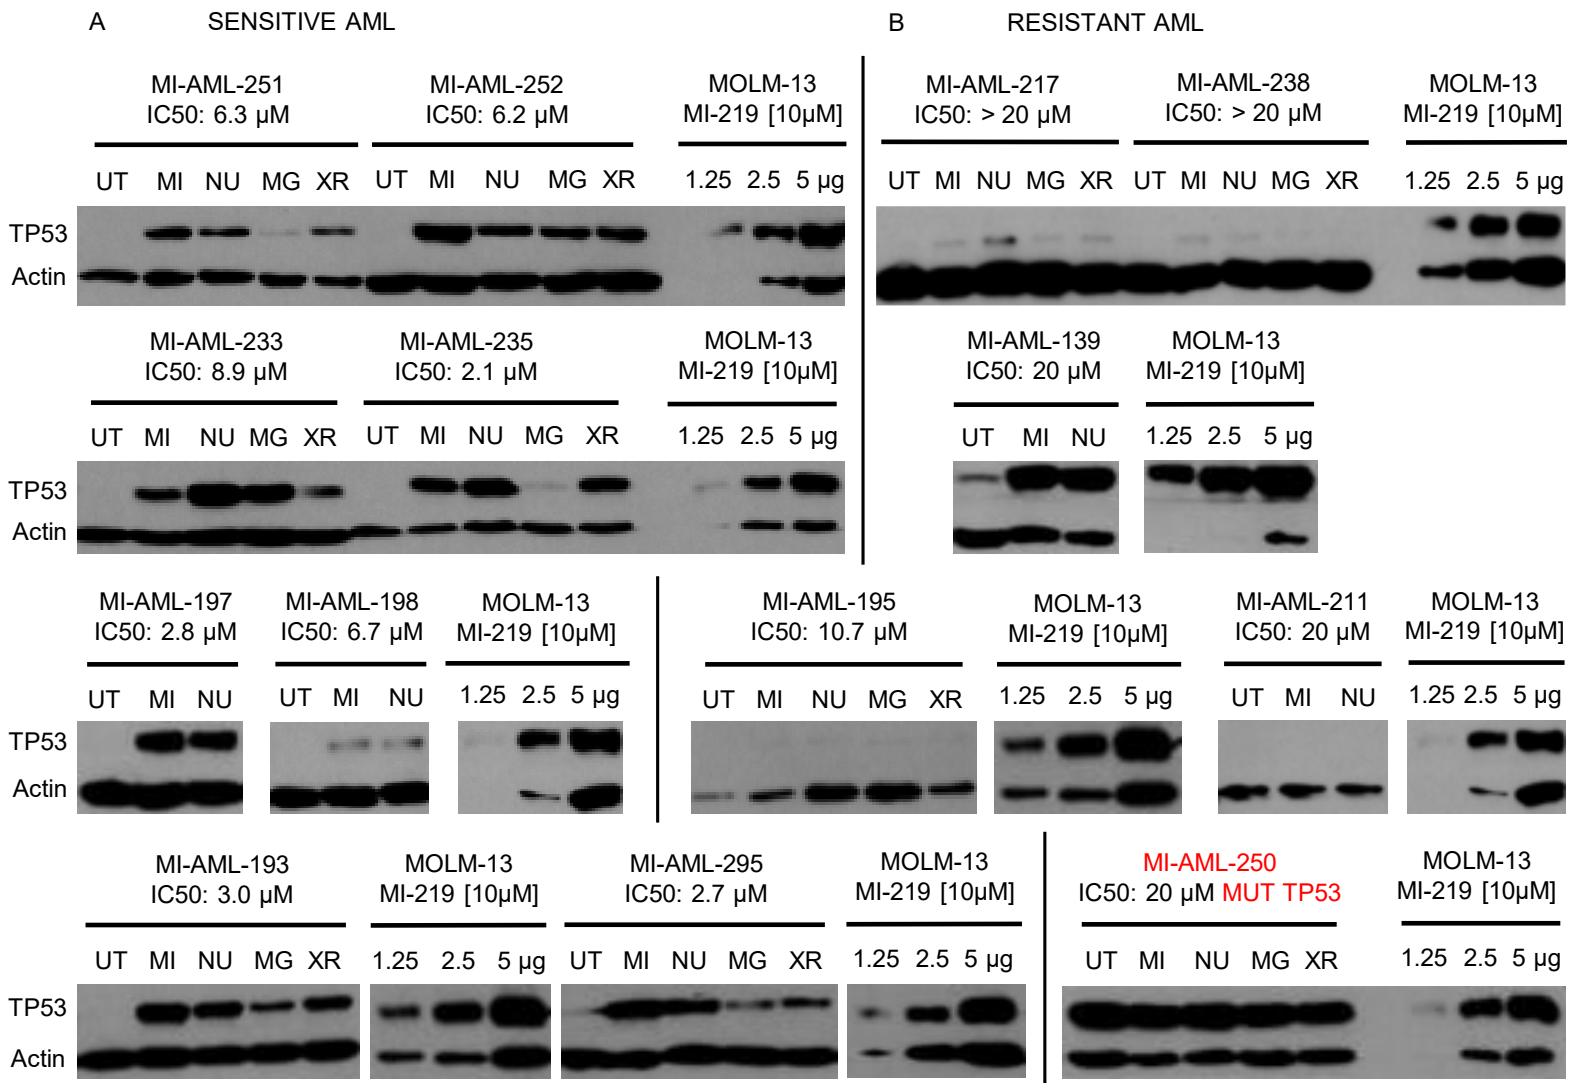 A SENSITIVE AML B RESISTANT AML
MI-AML-251 MI-AML-252 MOLM-13 MI-AML-217 MI-AML-238 MOLM-13
IC50: 6.3 µM IC50: 6.2 µM MI-219 [10µM] IC50: > 20 µM IC50: > 20 µM MI-219 [10µM]
UT MI NU MG XR UT MI NU MG XR 1.25 2.5 5 µg UT MI NU MG XR UT MI NU MG XR 1.25 2.5 5 µg
TP53
Actin
MI-AML-233 MI-AML-235 MOLM-13 MI-AML-139 MOLM-13
IC50: 8.9 µM IC50: 2.1 µM MI-219 [10µM] IC50: 20 µM MI-219 [10µM]
UT MI NU MG XR UT MI NU MG XR 1.25 2.5 5 µg UT MI NU 1.25 2.5 5 µg
TP53
Actin
MI-AML-197 MI-AML-198 MOLM-13 MI-AML-195 MOLM-13 MI-AML-211 MOLM-13
IC50: 2.8 µM IC50: 6.7 µM MI-219 [10µM] IC50: 10.7 µM MI-219 [10µM] IC50: 20 µM MI-219 [10µM]
UT MI NU UT MI NU 1.25 2.5 5 µg UT MI NU MG XR 1.25 2.5 5 µg UT MI NU 1.25 2.5 5 µg
TP53
Actin
MI-AML-193 MOLM-13 MI-AML-295 MOLM-13 MI-AML-250 MOLM-13
IC50: 3.0 µM MI-219 [10µM] IC50: 2.7 µM MI-219 [10µM] IC50: 20 µM MUT TP53 MI-219 [10µM]
UT MI NU MG XR 1.25 2.5 5 µg UT MI NU MG XR 1.25 2.5 5 µg UT MI NU MG XR 1.25 2.5 5 µg
TP53
Actin